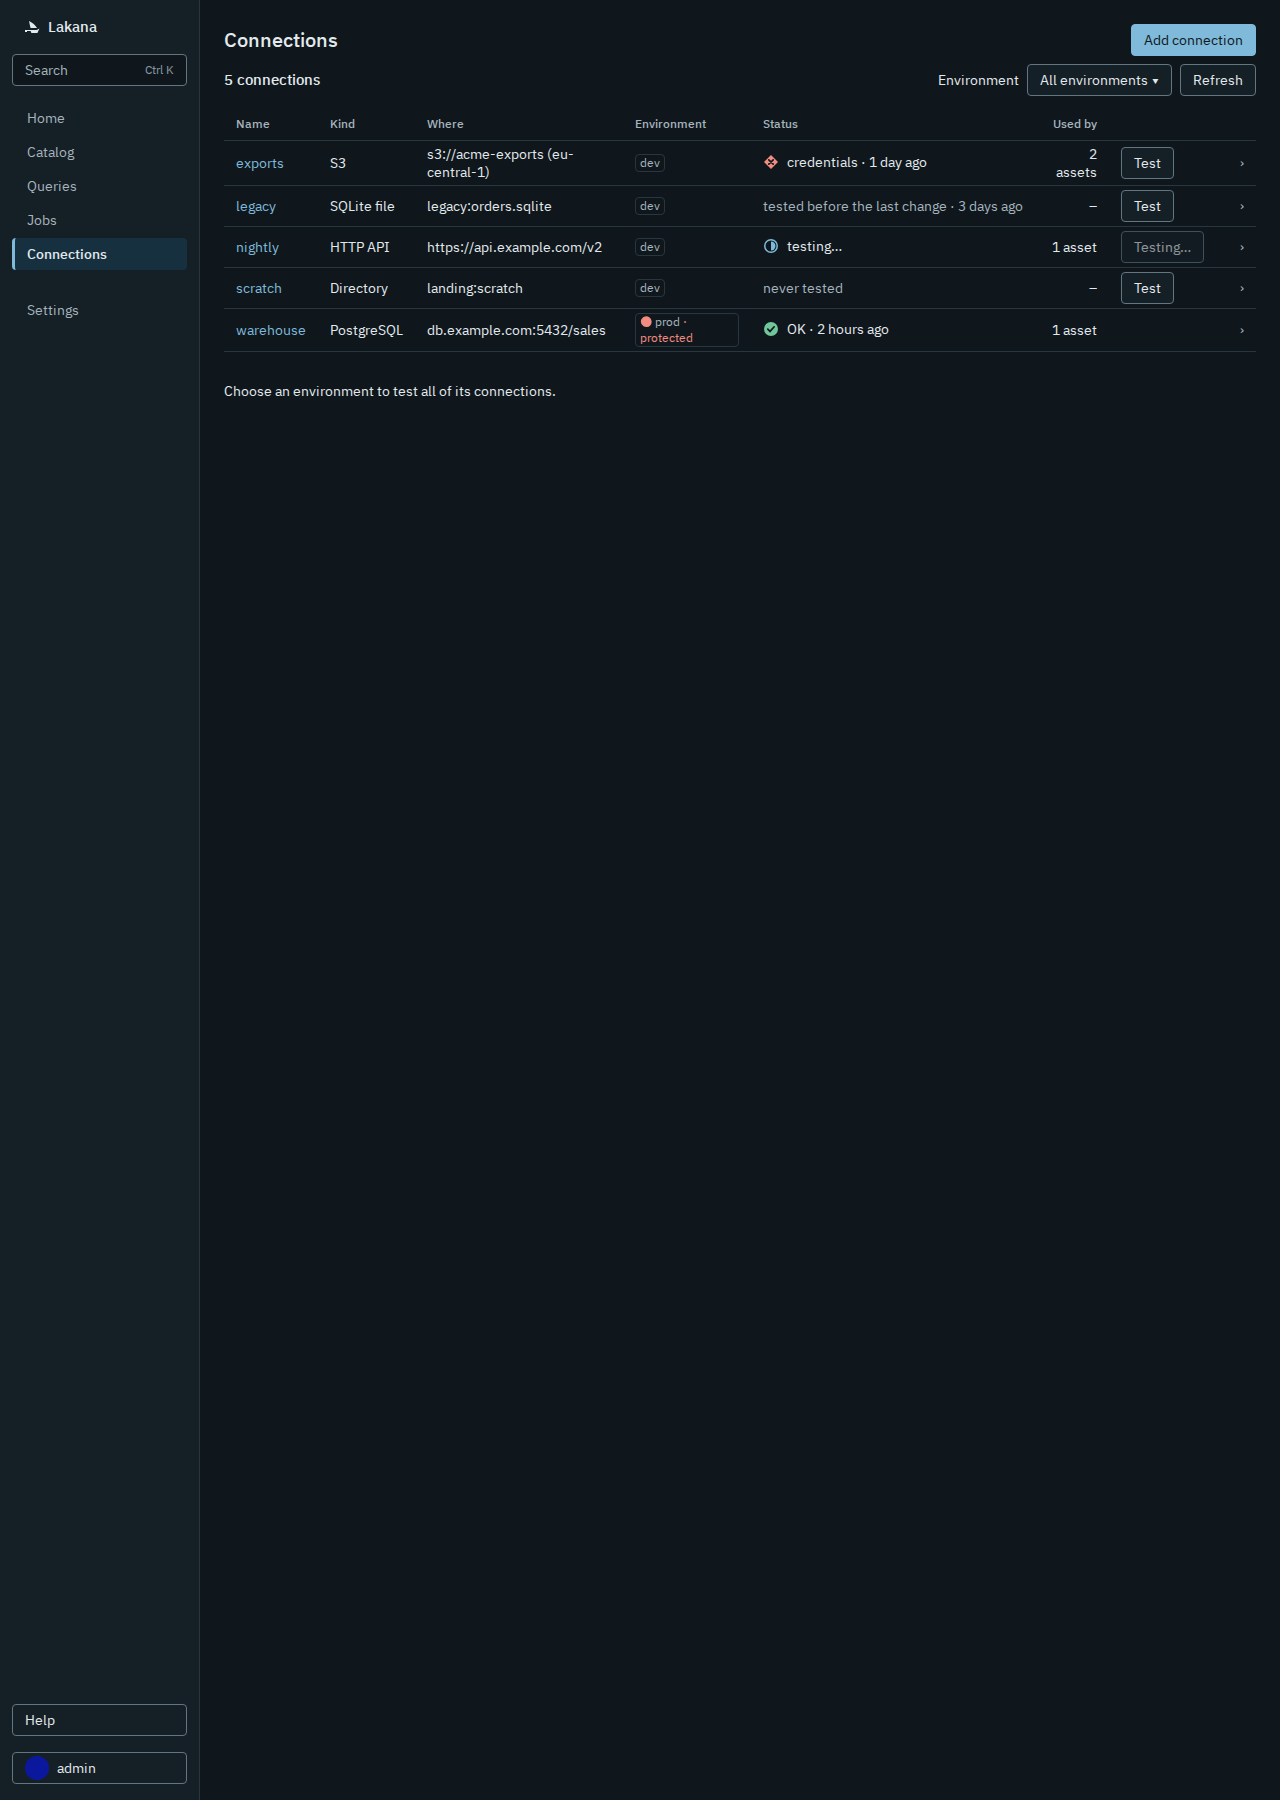 Lakana
Search Ctrl K
Home
Catalog
Queries
Jobs
Connections
Settings
Help
admin
Connections
Add connection
5 connections
Environment All environments ▾ Refresh
Name Kind Where Environment Status Used by
exports S3 s3://acme-exports (eu-central-1) dev credentials · 1 day ago 2 assets Test ›
legacy SQLite file legacy:orders.sqlite dev tested before the last change · 3 days ago – Test ›
nightly HTTP API https://api.example.com/v2 dev testing… 1 asset Testing… ›
scratch Directory landing:scratch dev never tested – Test ›
warehouse PostgreSQL db.example.com:5432/sales prod · protected OK · 2 hours ago 1 asset ›
Choose an environment to test all of its connections.